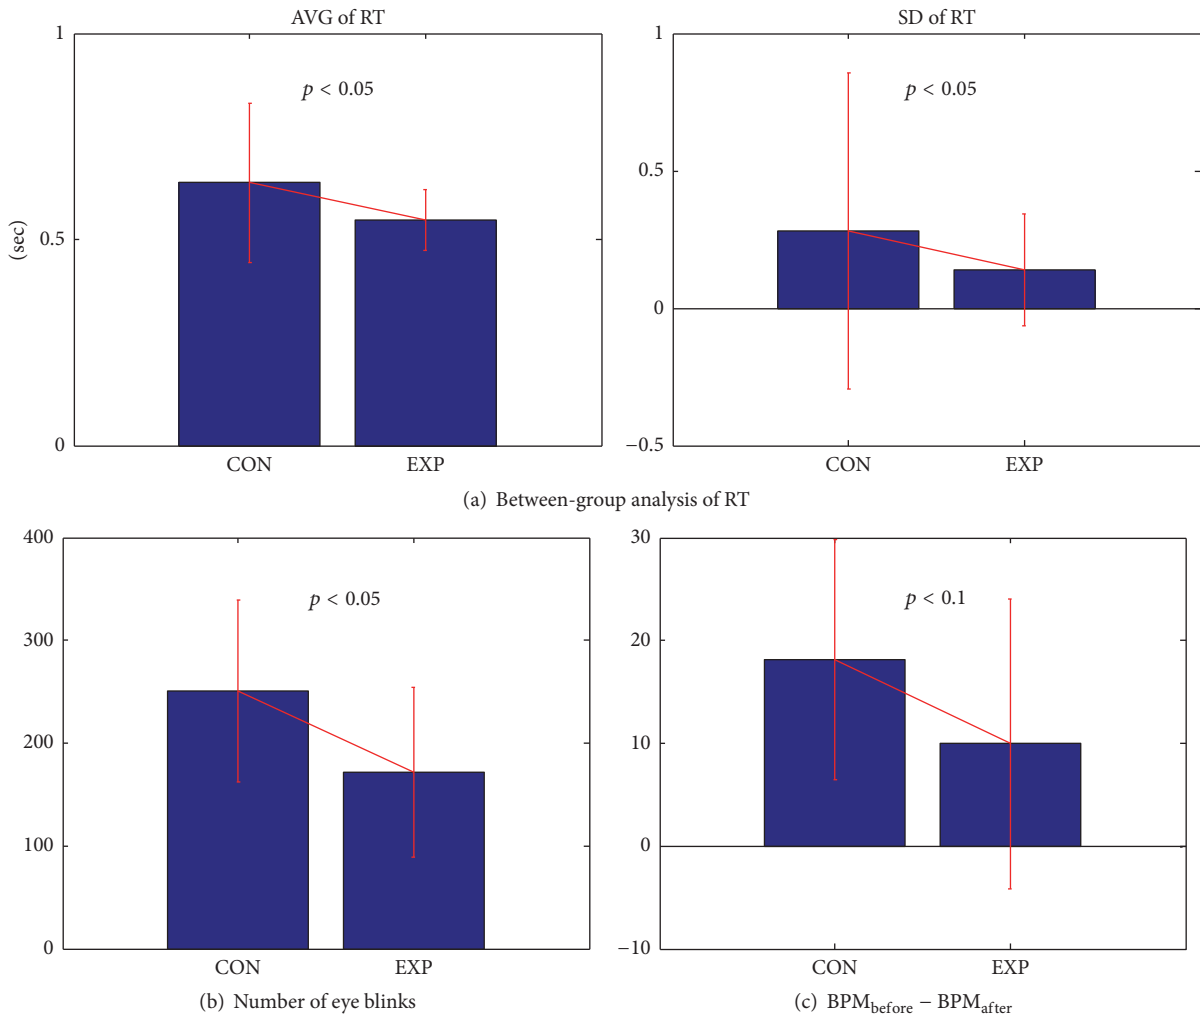 AVG of RT
SD of RT
1
p < 0.05
0.5
(sec)
0
CON
EXP
1
p < 0.05
0.5
0
−0.5
CON
EXP
(a) Between-group analysis of RT
400
p < 0.05
300
200
100
0
CON
EXP
(b) Number of eye blinks
30
p < 0.1
20
10
0
−10
CON
EXP
(c) BPMbefore − BPMafter